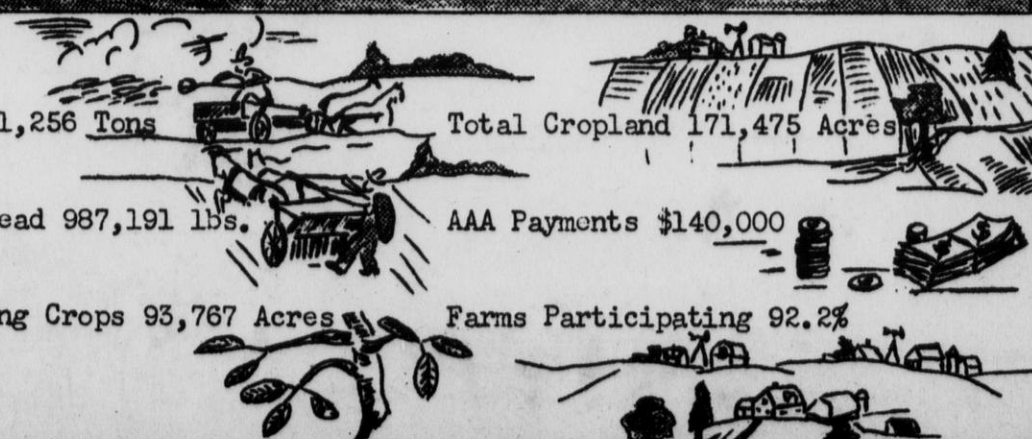 1,256 Tons
Total Cropland 171,475 Acres
ead 987,191 lbs.
AAA Payments $140,000
ng Crops 93,767 Acres
Farms Participating 92.2%